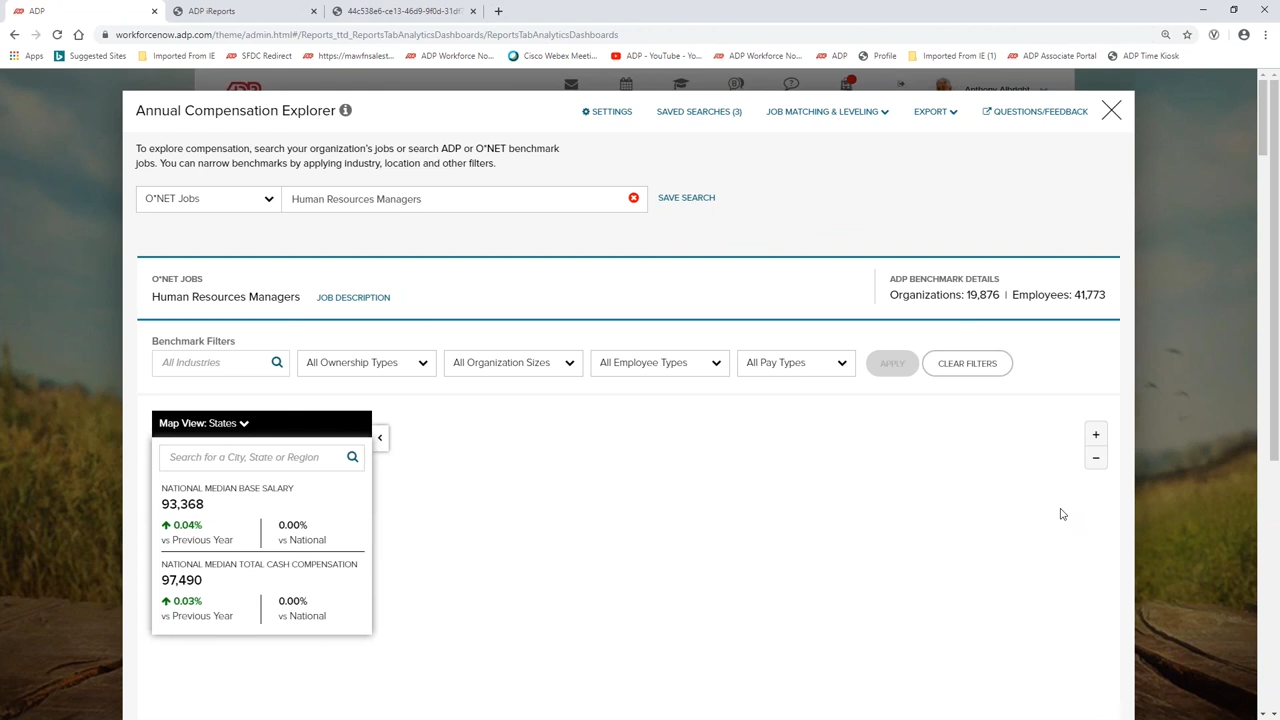 ADP
ADP iReports
44c538e6-ce13-46d9-9f0d-31df7
workforcenow.adp.com/theme/admin.html#/Reports_ttd_ReportsTabAnalyticsDashboards/ReportsTabAnalyticsDashboards
Apps
Suggested Sites
Imported From IE
SFDC Redirect
https://mawfnsalest...
ADP Workforce No...
Cisco Webex Meeti...
ADP - YouTube - Yo...
ADP Workforce No...
ADP
Profile
Imported From IE (1)
ADP Associate Portal
ADP Time Kiosk
Anthony Albright
Annual Compensation Explorer
SETTINGS
SAVED SEARCHES (3)
JOB MATCHING & LEVELING
EXPORT
QUESTIONS/FEEDBACK
To explore compensation, search your organization's jobs or search ADP or O*NET benchmark
jobs. You can narrow benchmarks by applying industry, location and other filters.
O*NET Jobs
Human Resources Managers
SAVE SEARCH
O*NET JOBS
Human Resources Managers
JOB DESCRIPTION
ADP BENCHMARK DETAILS
Organizations: 19,876 | Employees: 41,773
Benchmark Filters
All Industries
All Ownership Types
All Organization Sizes
All Employee Types
All Pay Types
APPLY
CLEAR FILTERS
Map View: States
Search for a City, State or Region
NATIONAL MEDIAN BASE SALARY
93,368
0.04%
vs Previous Year
0.00%
vs National
NATIONAL MEDIAN TOTAL CASH COMPENSATION
97,490
0.03%
vs Previous Year
0.00%
vs National
+
−